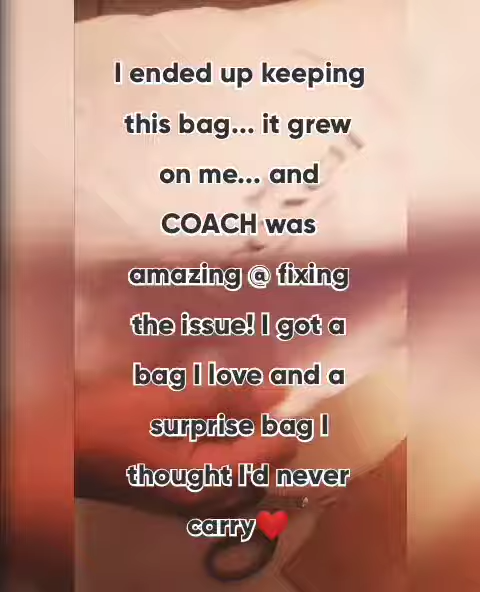 I ended up keeping
this bag... it grew
on me... and
COACH was
amazing @ fixing
the issue! I got a
bag I love and a
surprise bag I
thought I'd never
carry❤️